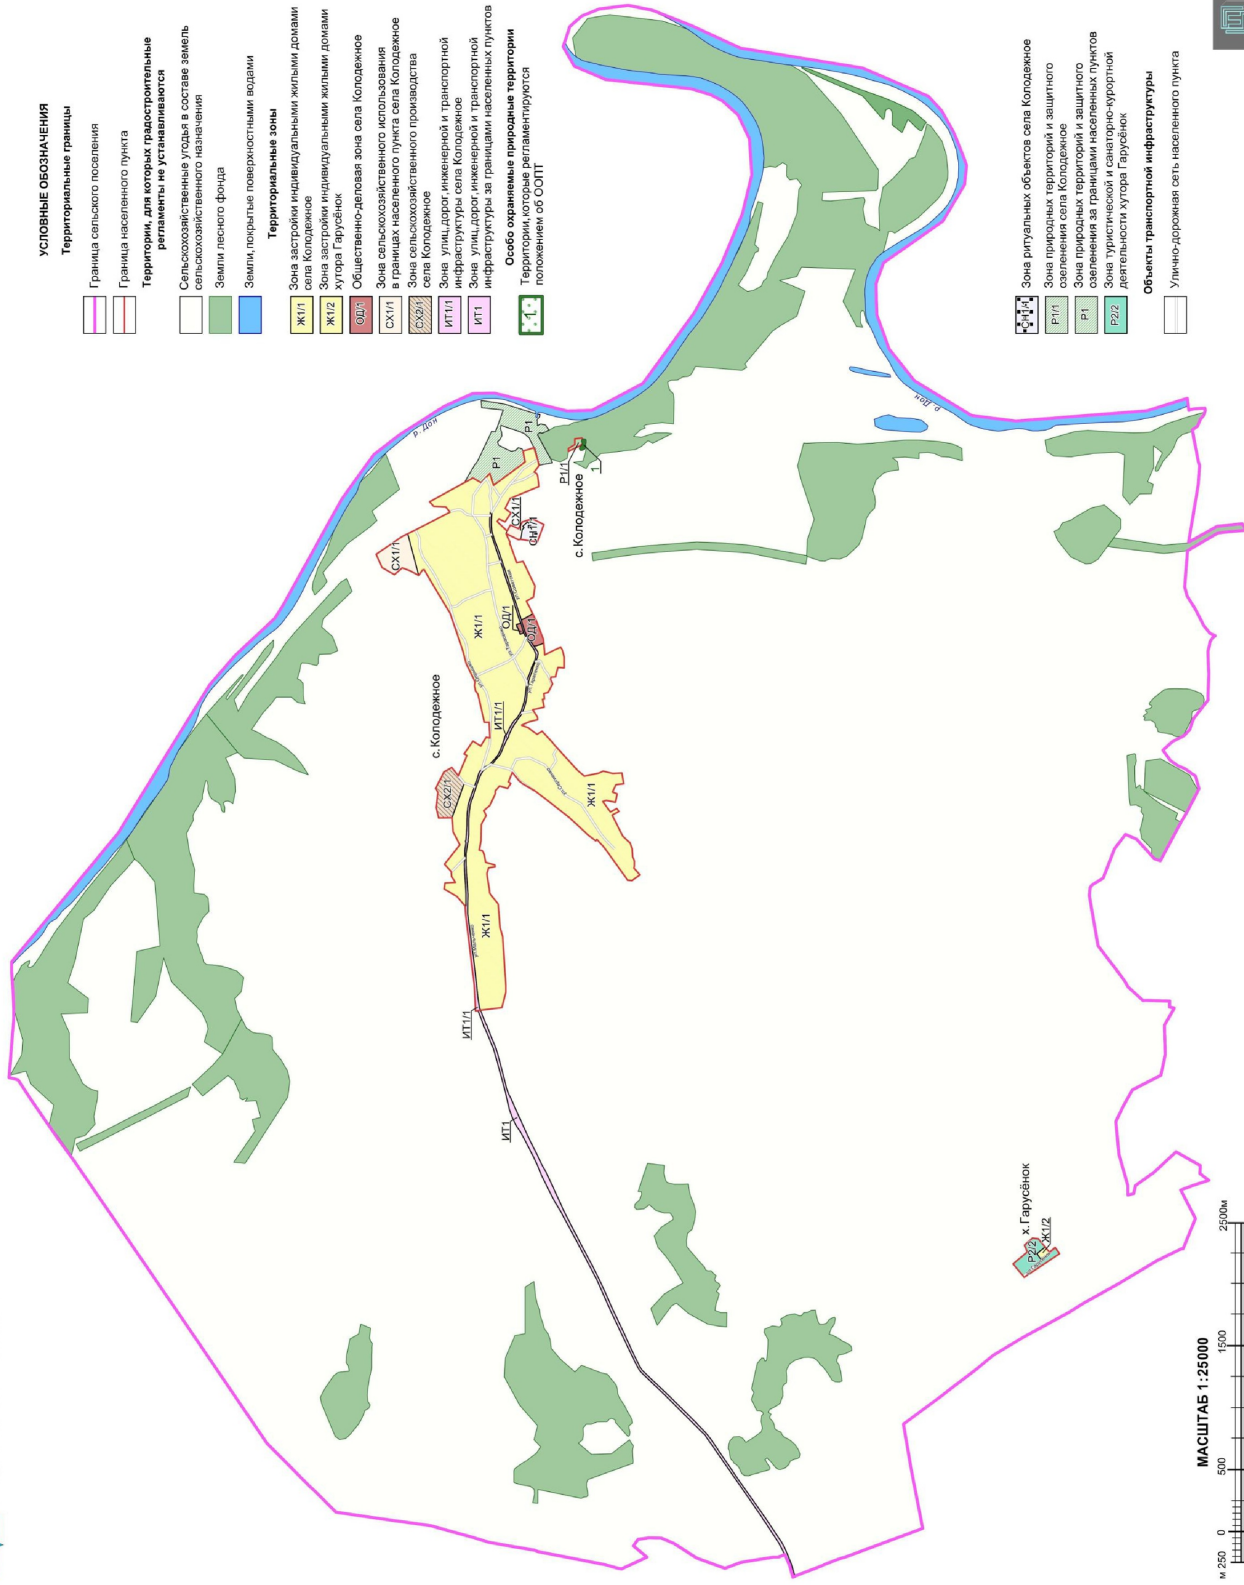 УСЛОВНЫЕ ОБОЗНАЧЕНИЯ
Территориальные границы
Граница сельского поселения
Граница населенного пункта
Территории, для которых градостроительные
регламенты не устанавливаются
Сельскохозяйственные угодья в составе земель
сельскохозяйственного назначения
Земли лесного фонда
Земли, покрытые поверхностными водами
Территориальные зоны
Ж1/1
Зона застройки индивидуальными жилыми домами
села Колодежное
Ж1/2
Зона застройки индивидуальными жилыми домами
хутора Гарусёнок
ОД/1
Общественно-деловая зона села Колодежное
СХ1/1
Зона сельскохозяйственного использования
в границах населенного пункта села Колодежное
СХ2/1
Зона сельскохозяйственного производства
села Колодежное
ИТ1/1
Зона улиц, дорог, инженерной и транспортной
инфраструктуры села Колодежное
ИТ1
Зона улиц, дорог, инженерной и транспортной
инфраструктуры за границами населенных пунктов
Особо охраняемые природные территории
1
Территории, которые регламентируются
положением об ООПТ
СН1/1
Зона ритуальных объектов села Колодежное
Р1/1
Зона природных территорий и защитного
озеленения села Колодежное
Р1
Зона природных территорий и защитного
озеленения за границами населенных пунктов
Р2/2
Зона туристической и санаторно-курортной
деятельности хутора Гарусёнок
Объекты транспортной инфраструктуры
Улично-дорожная сеть населенного пункта
р. Дон
р. Дон
Р1
Р1
Р1/1
1
с.Колодежное
СХ1/1
СХ1/1
СН1/1
Ж1/1
ОД/1
ОД/1
ИТ1/1
с.Колодежное
СХ2/1
Ж1/1
Ж1/1
ИТ1/1
ИТ1
х.Гарусёнок
Р2/2
Ж1/2
МАСШТАБ 1:25000
м 250
0
500
1500
2500м